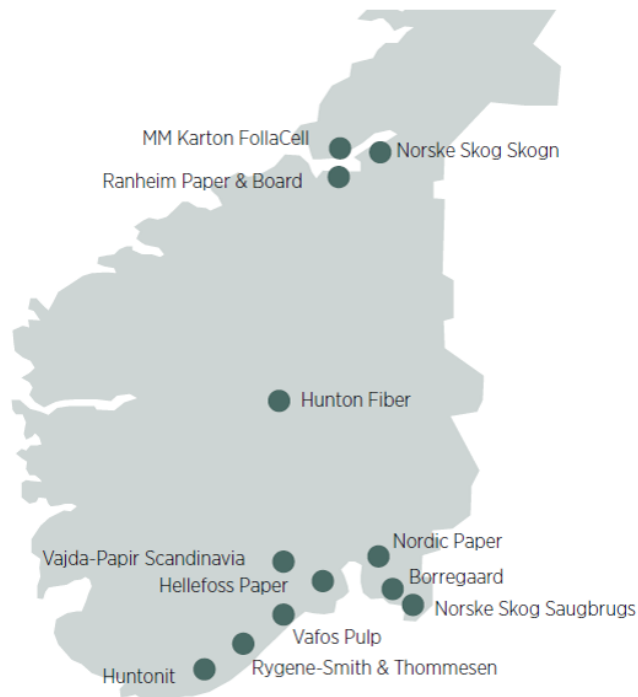 MM Karton FollaCell
Norske Skog Skogn
Ranheim Paper & Board
Hunton Fiber
Nordic Paper
Vajda-Papir Scandinavia
Borregaard
Hellefoss Paper
Norske Skog Saugbrugs
Vafos Pulp
Rygene-Smith & Thommesen
Huntonit